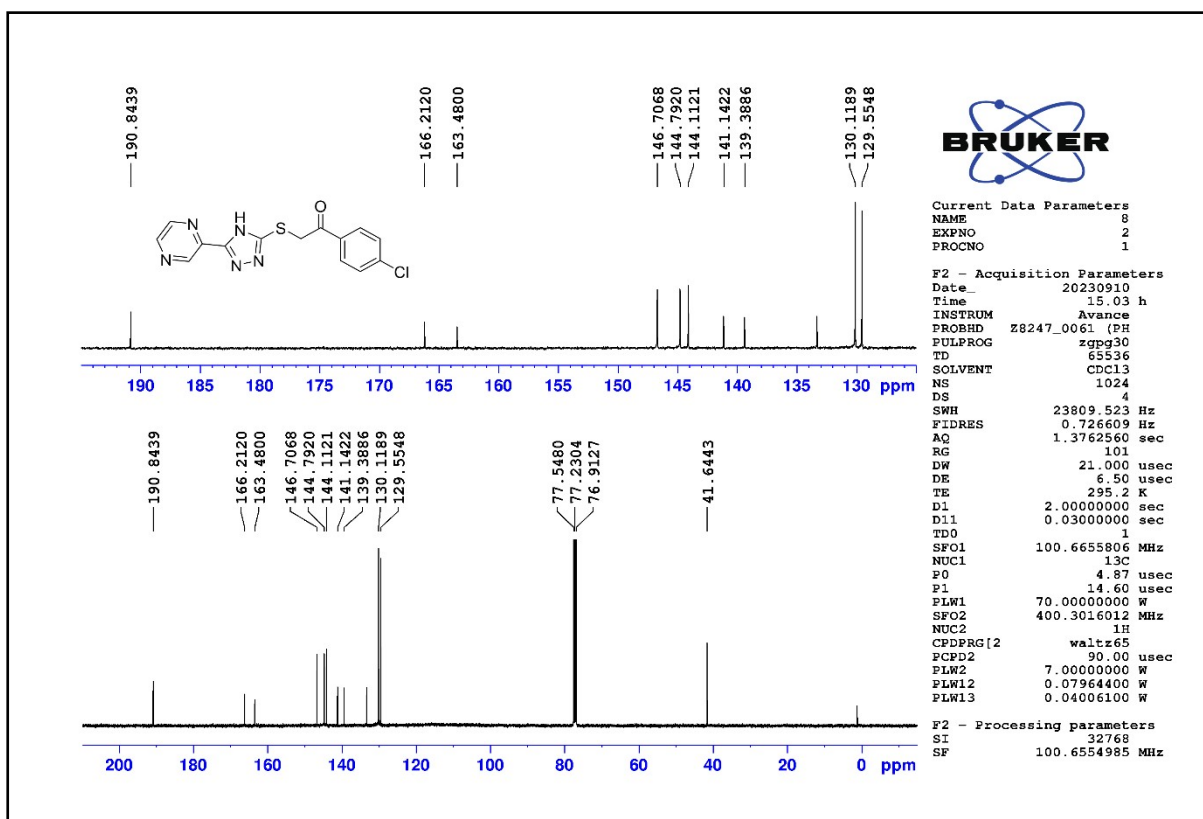 190.8439
166.2120
163.4800
146.7068
144.7920
144.1121
141.1422
139.3886
130.1189
129.5548
O
N
H
N
S
N
N N
Cl
190 185 180 175 170 165 160 155 150 145 140 135 130 ppm
190.8439
166.2120
163.4800
146.7068
144.7920
144.1121
141.1422
139.3886
130.1189
129.5548
77.5480
77.2304
76.9127
41.6443
200 180 160 140 120 100 80 60 40 20 0 ppm
BRUKER
Current Data Parameters
NAME 8
EXPNO 2
PROCNO 1
F2 - Acquisition Parameters
Date_ 20230910
Time 15.03 h
INSTRUM Avance
PROBHD Z8247_0061 (PH
PULPROG zgpg30
TD 65536
SOLVENT CDCl3
NS 1024
DS 4
SWH 23809.523 Hz
FIDRES 0.726609 Hz
AQ 1.3762560 sec
RG 101
DW 21.000 usec
DE 6.50 usec
TE 295.2 K
D1 2.00000000 sec
D11 0.03000000 sec
TD0 1
SFO1 100.6655806 MHz
NUC1 13C
P0 4.87 usec
P1 14.60 usec
PLW1 70.00000000 W
SFO2 400.3016012 MHz
NUC2 1H
CPDPRG[2 waltz65
PCPD2 90.00 usec
PLW2 7.00000000 W
PLW12 0.07964400 W
PLW13 0.04006100 W
F2 - Processing parameters
SI 32768
SF 100.6554985 MHz